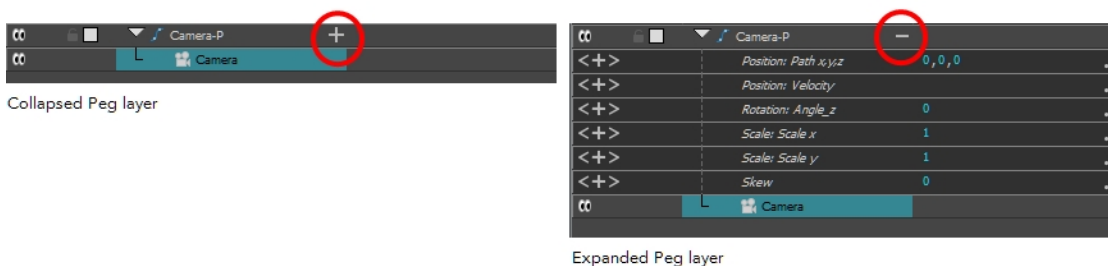 Camera-P
Camera
Collapsed Peg layer
Camera-P
Position: Path x,y,z 0,0,0
Position: Velocity
Rotation: Angle_z 0
Scale: Scale x 1
Scale: Scale y 1
Skew 0
Camera
Expanded Peg layer